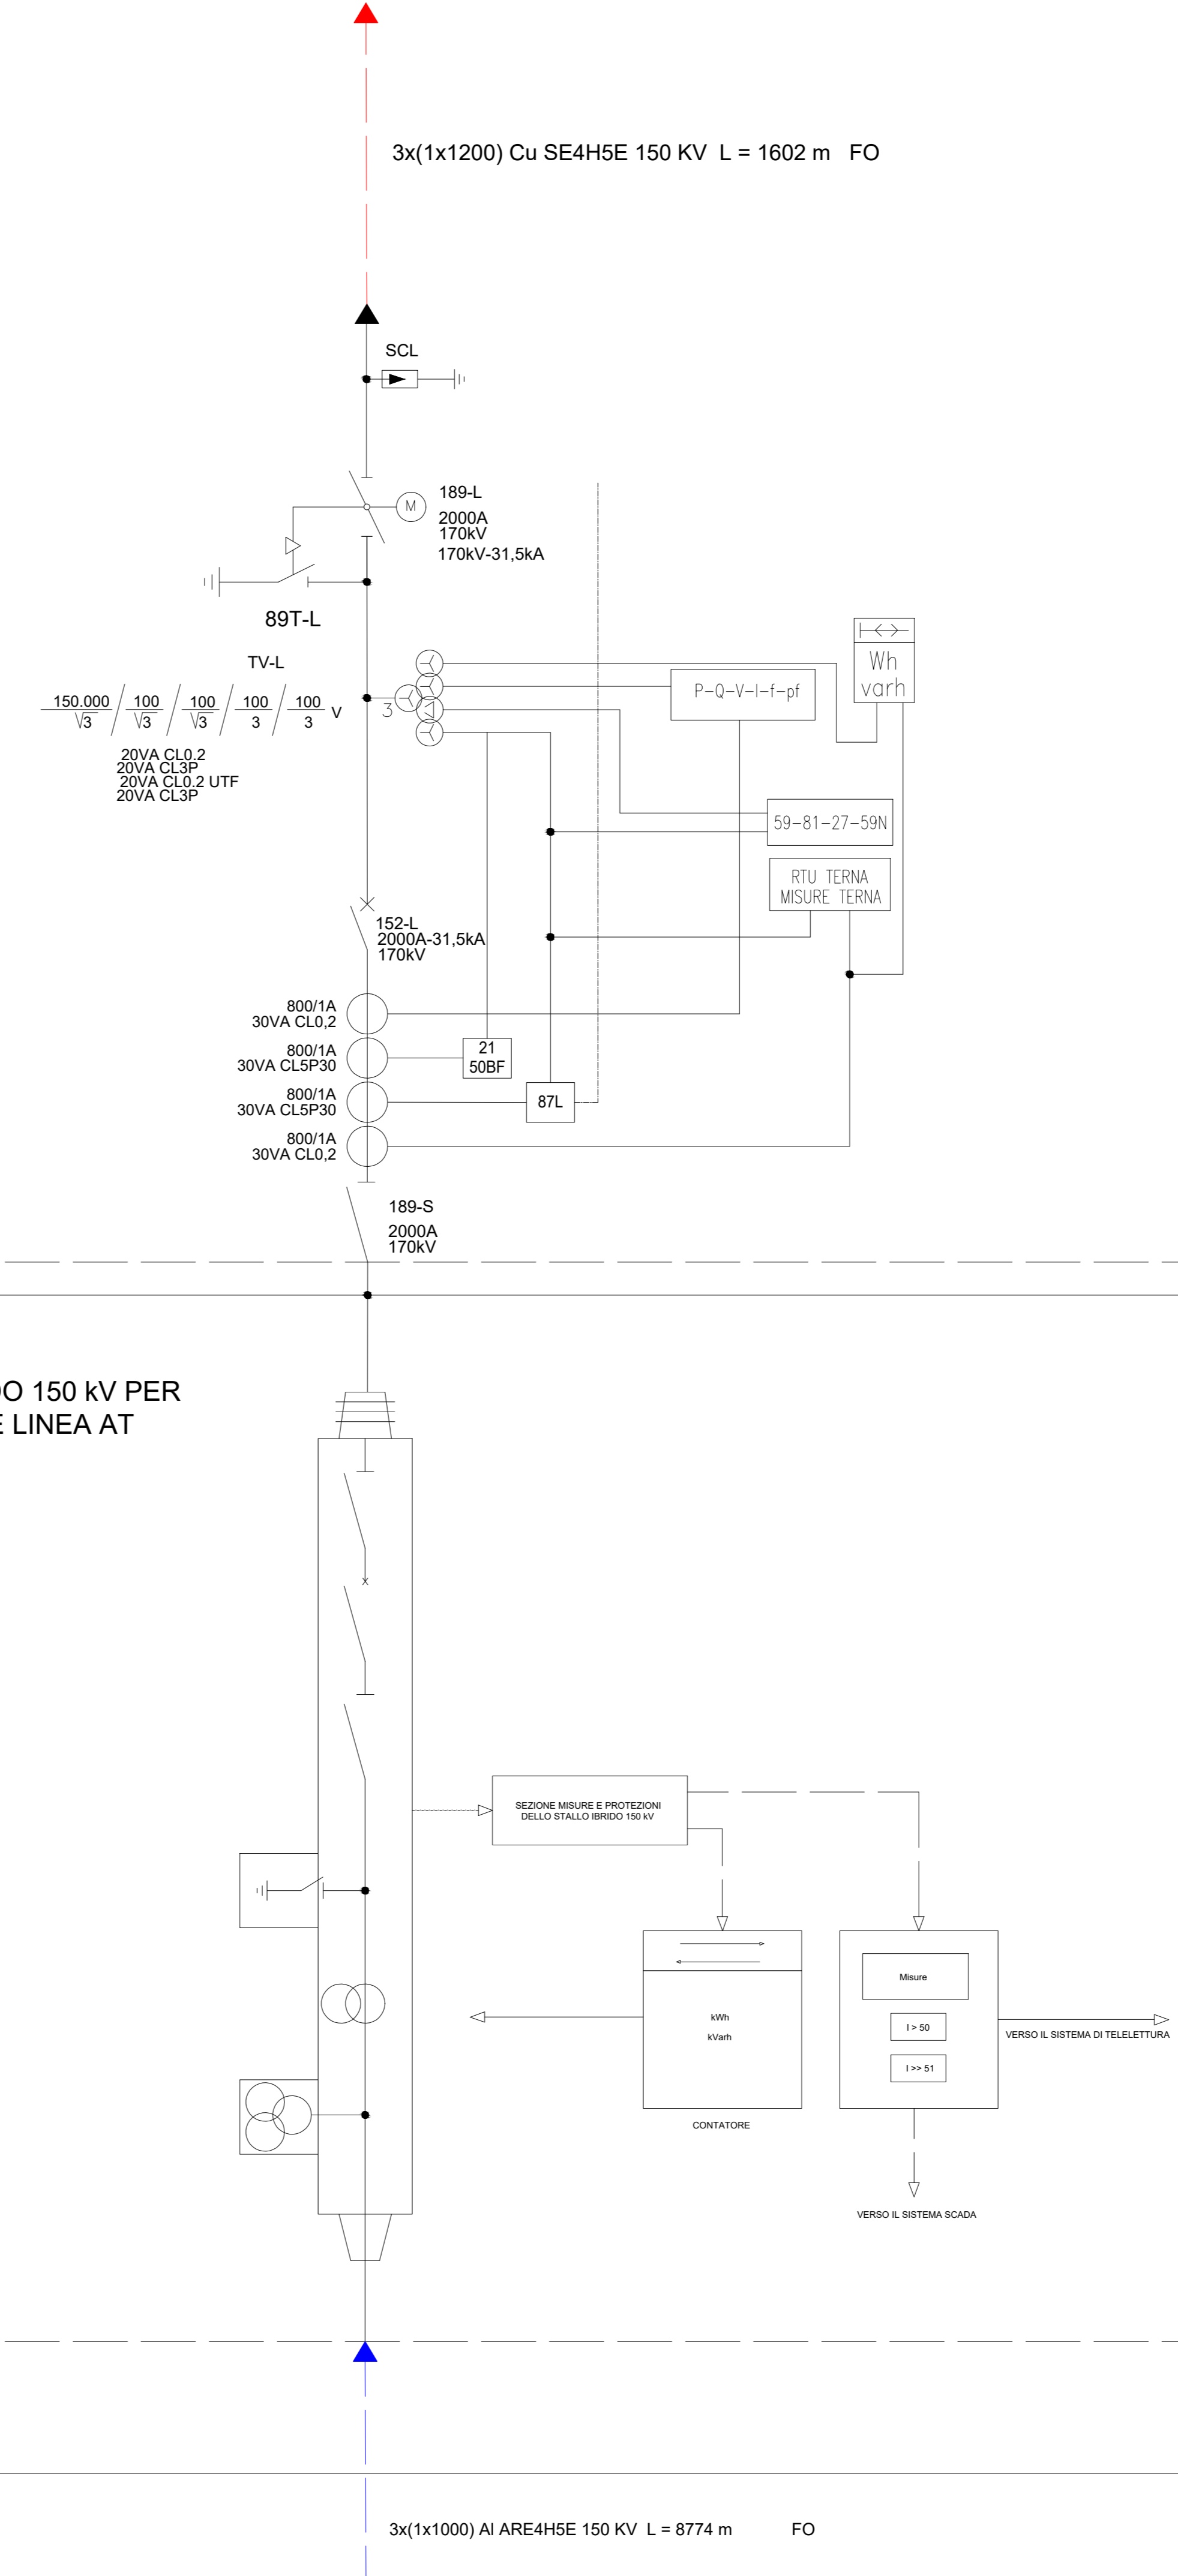 3x(1x1200) Cu SE4H5E 150 KV L = 1602 m FO
SCL
M
189-L
2000A
170kV
170kV-31,5kA
89T-L
TV-L
150.000/√3 / 100/√3 / 100/√3 / 100/3 / 100/3 V
3
20VA CL0.2
20VA CL3P
20VA CL0.2 UTF
20VA CL3P
Wh
varh
P-Q-V-I-f-pf
59-81-27-59N
RTU TERNA
MISURE TERNA
152-L
2000A-31,5kA
170kV
800/1A
30VA CL0,2
800/1A
30VA CL5P30
21
50BF
800/1A
30VA CL5P30
87L
800/1A
30VA CL0,2
189-S
2000A
170kV
O 150 kV PER
E LINEA AT
SEZIONE MISURE E PROTEZIONI
DELLO STALLO IBRIDO 150 kV
kWh
kVarh
CONTATORE
Misure
I > 50
I >> 51
VERSO IL SISTEMA DI TELELETTURA
VERSO IL SISTEMA SCADA
3x(1x1000) Al ARE4H5E 150 KV L = 8774 m FO